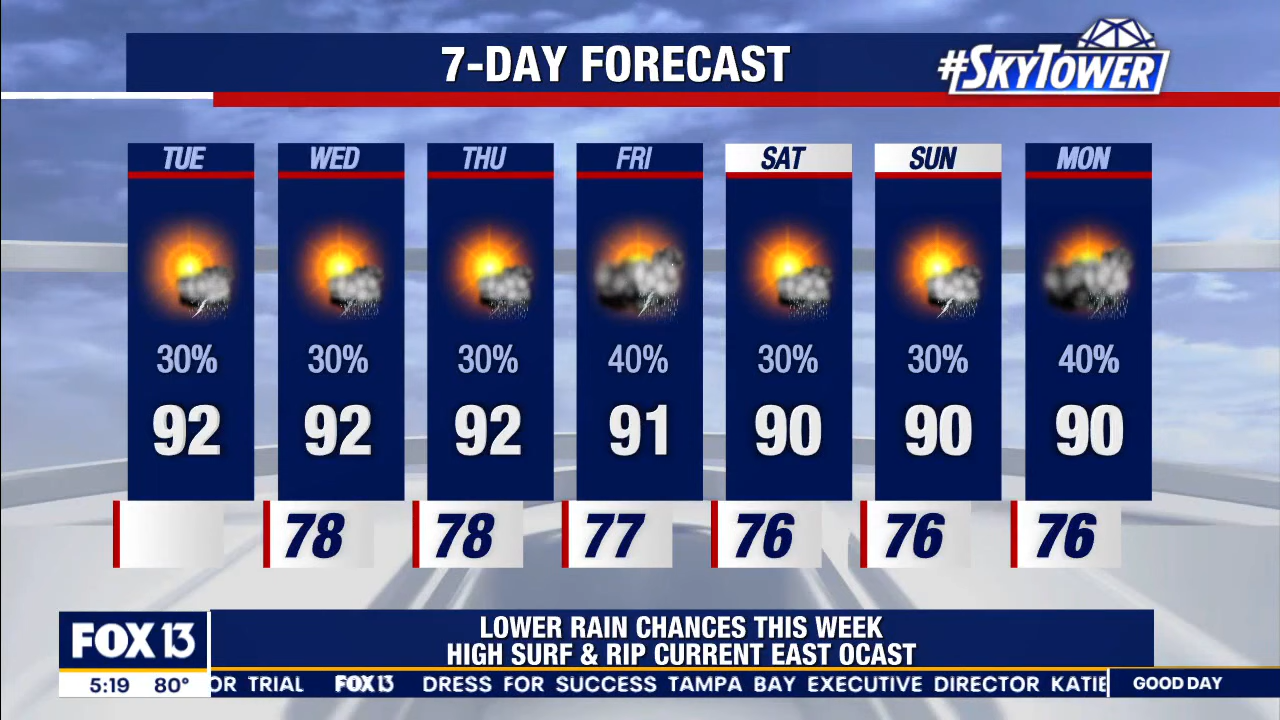 7-DAY FORECAST
#SKYTOWER
TUE WED THU FRI SAT SUN MON
30% 30% 30% 40% 30% 30% 40%
92 92 92 91 90 90 90
78 78 77 76 76 76
LOWER RAIN CHANCES THIS WEEK
HIGH SURF & RIP CURRENT EAST OCAST
FOX 13
5:19 80° OR TRIAL FOX 13 DRESS FOR SUCCESS TAMPA BAY EXECUTIVE DIRECTOR KATIE GOOD DAY